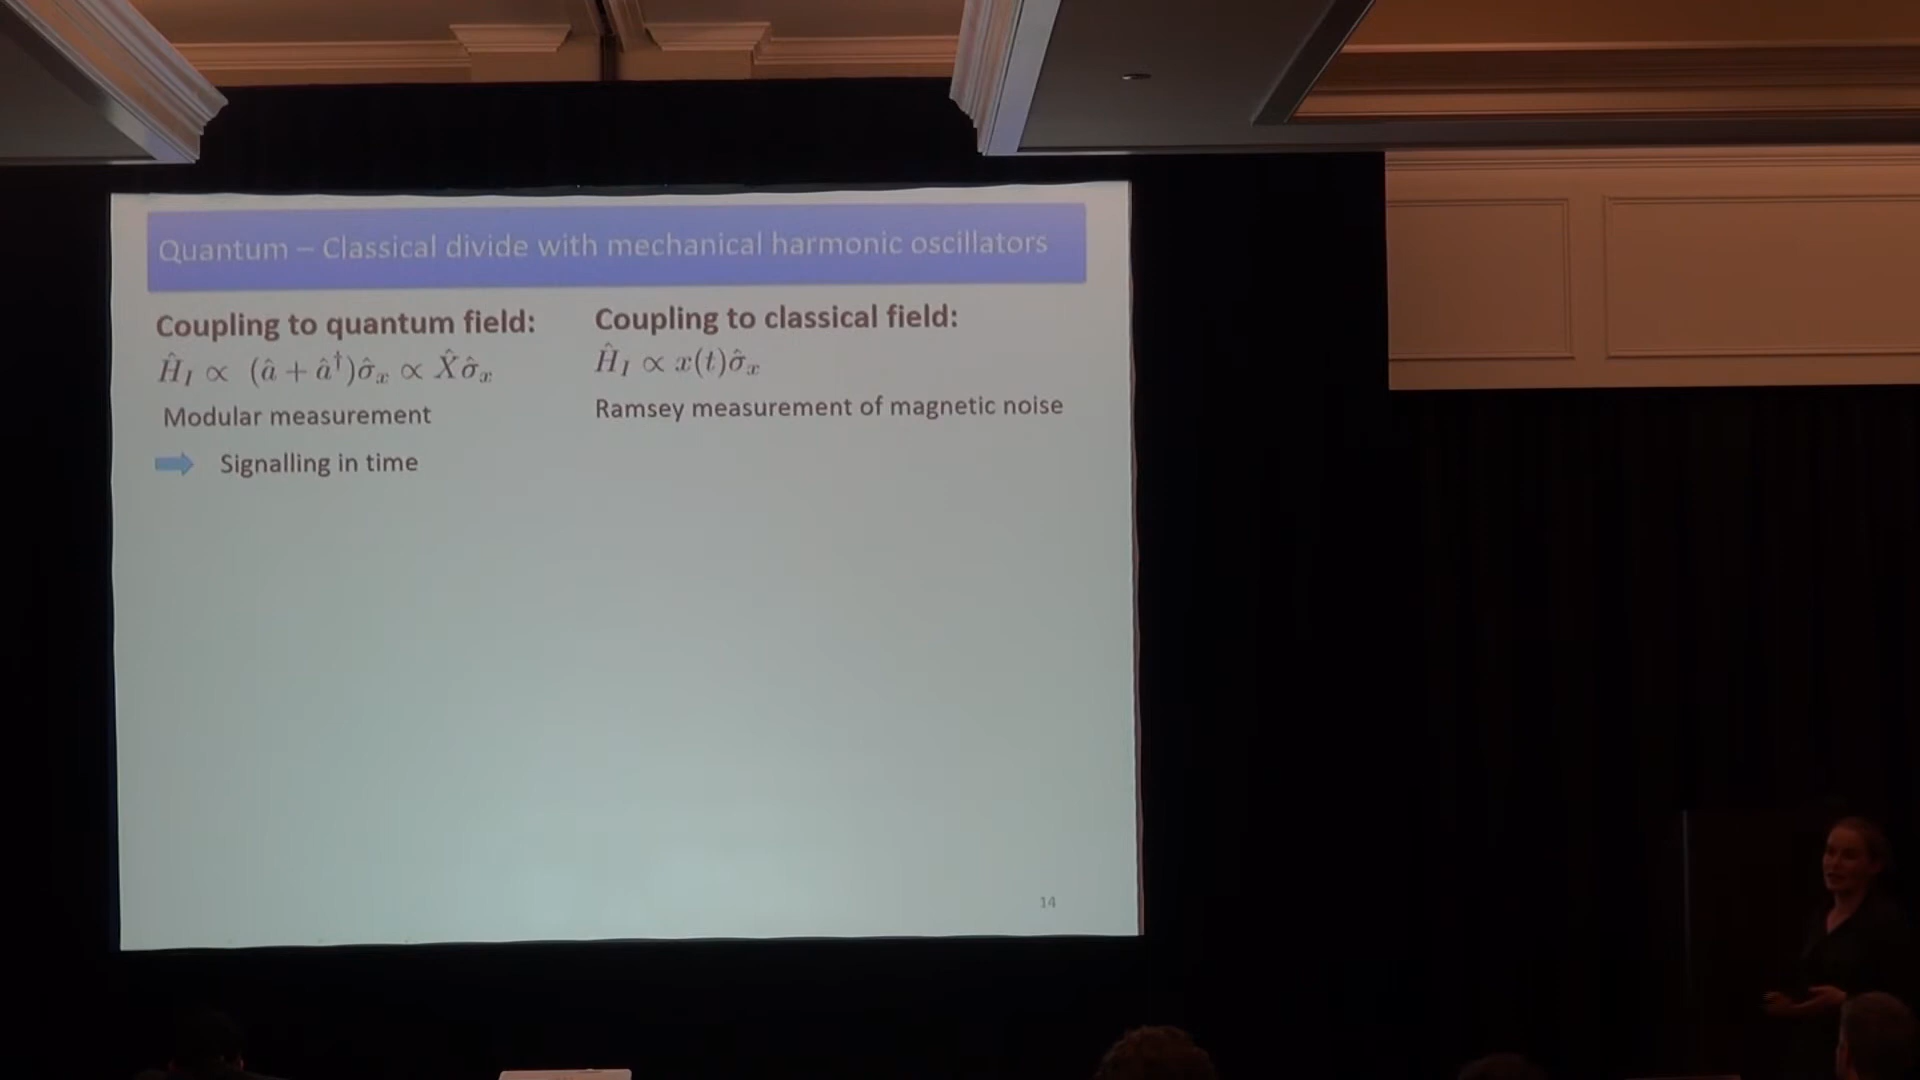 Quantum – Classical divide with mechanical harmonic oscillators
Coupling to quantum field:
Ĥ_I ∝ (â + â†)σ̂_x ∝ X̂σ̂_x
Modular measurement
Signalling in time
Coupling to classical field:
Ĥ_I ∝ x(t)σ̂_x
Ramsey measurement of magnetic noise
14